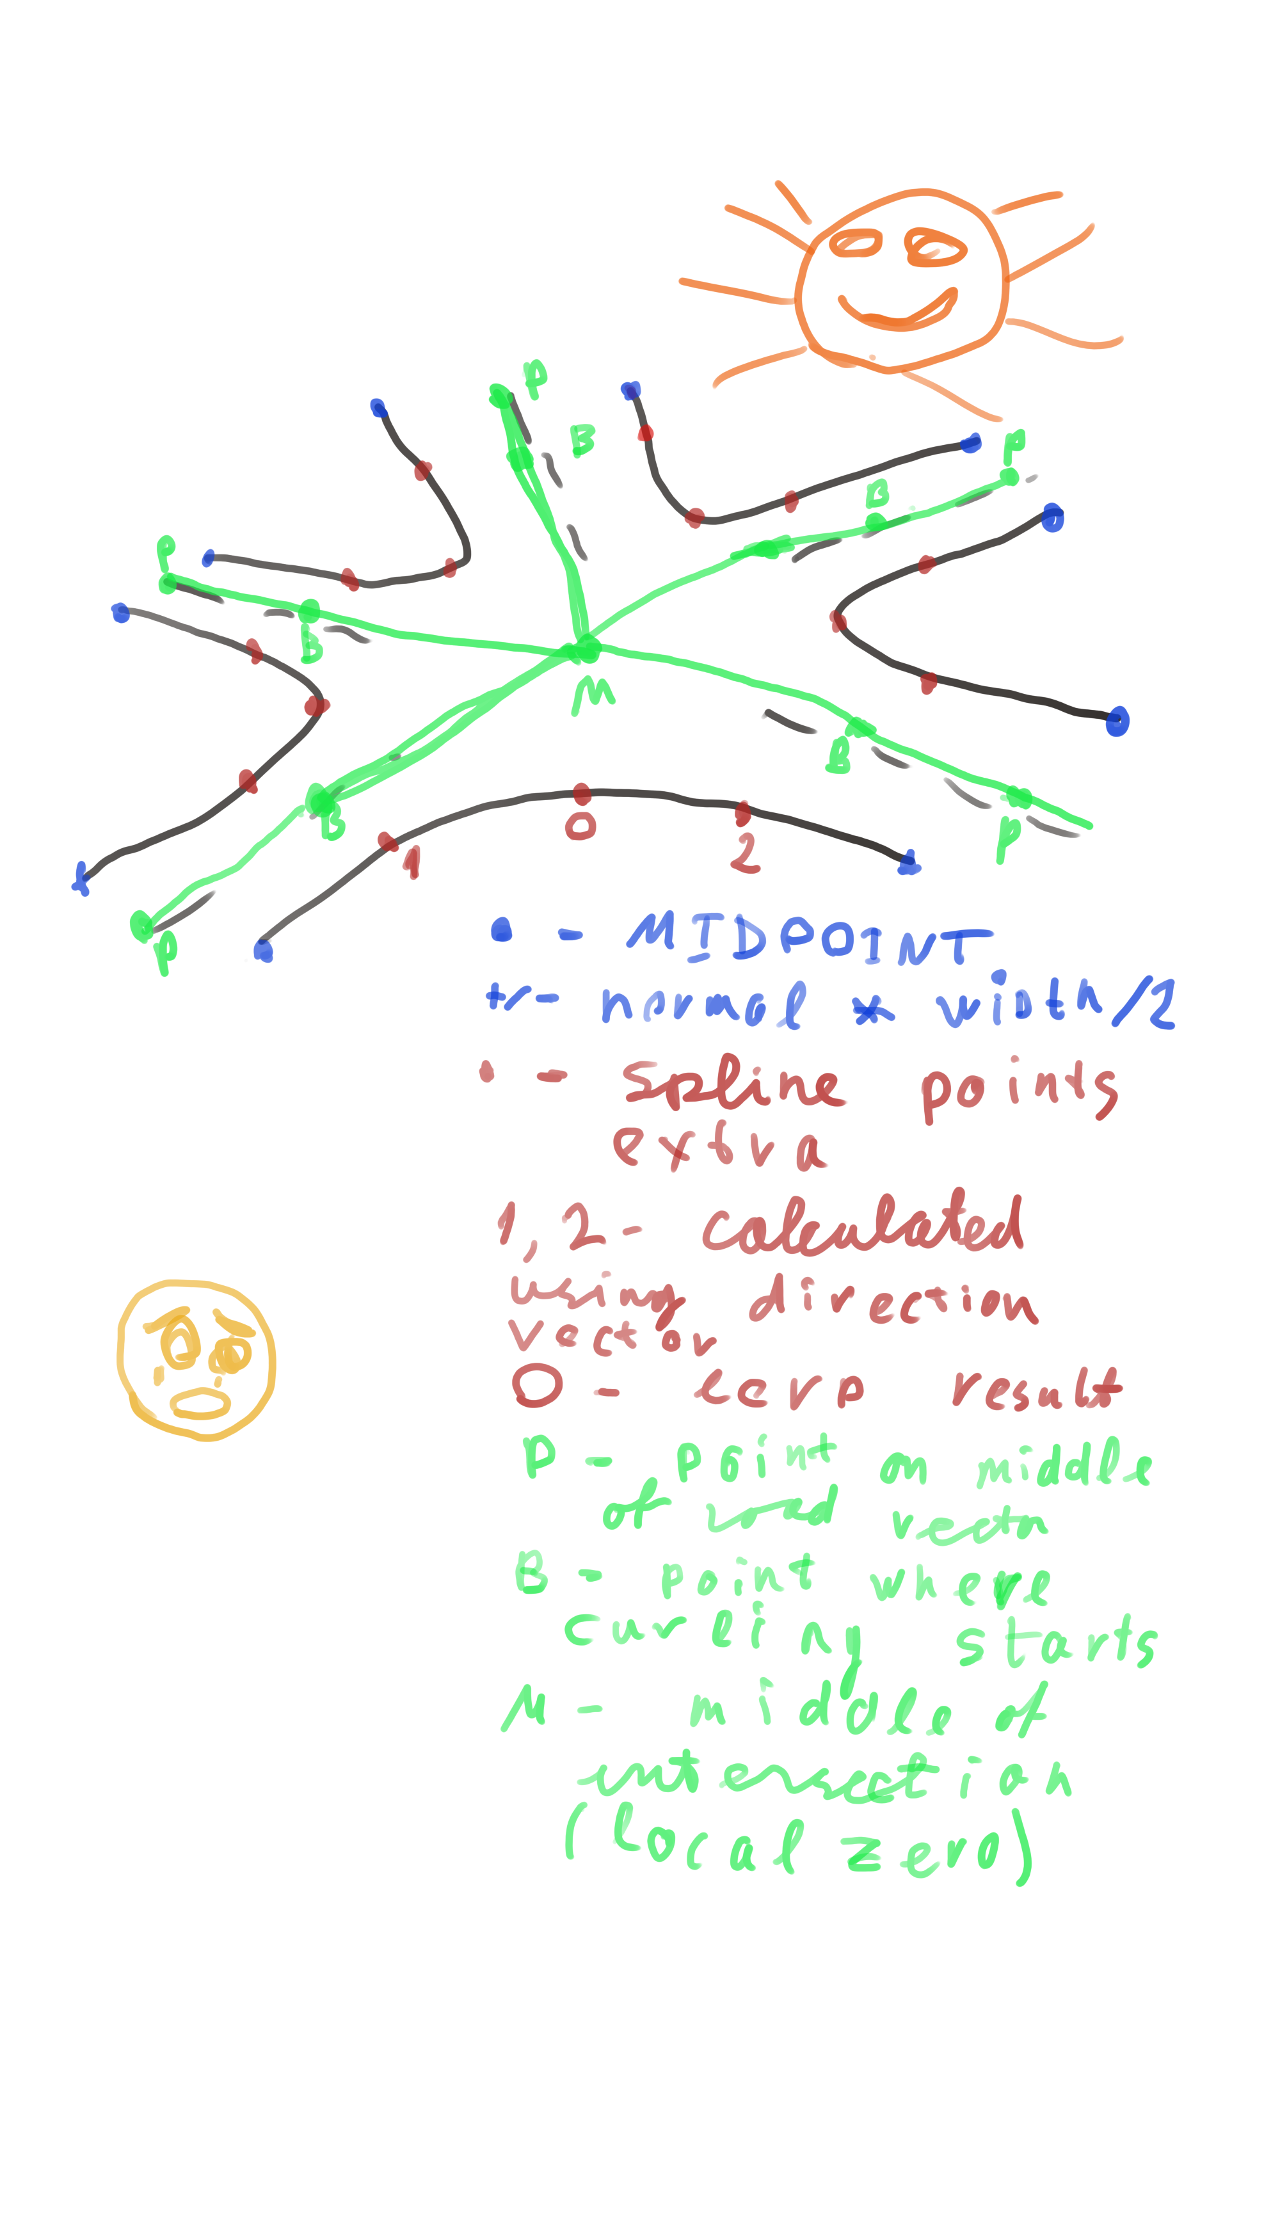 P
B
P
B
P
B
M
B
P
B
P
1
0
2
- MIDPOINT
+/- normal * width/2
- spline points
extra
1, 2 - calculated
using direction
vector
0 - lerp result
P - point on middle
of road vector
B - point where
curling starts
M - middle of
intersection
(local zero)